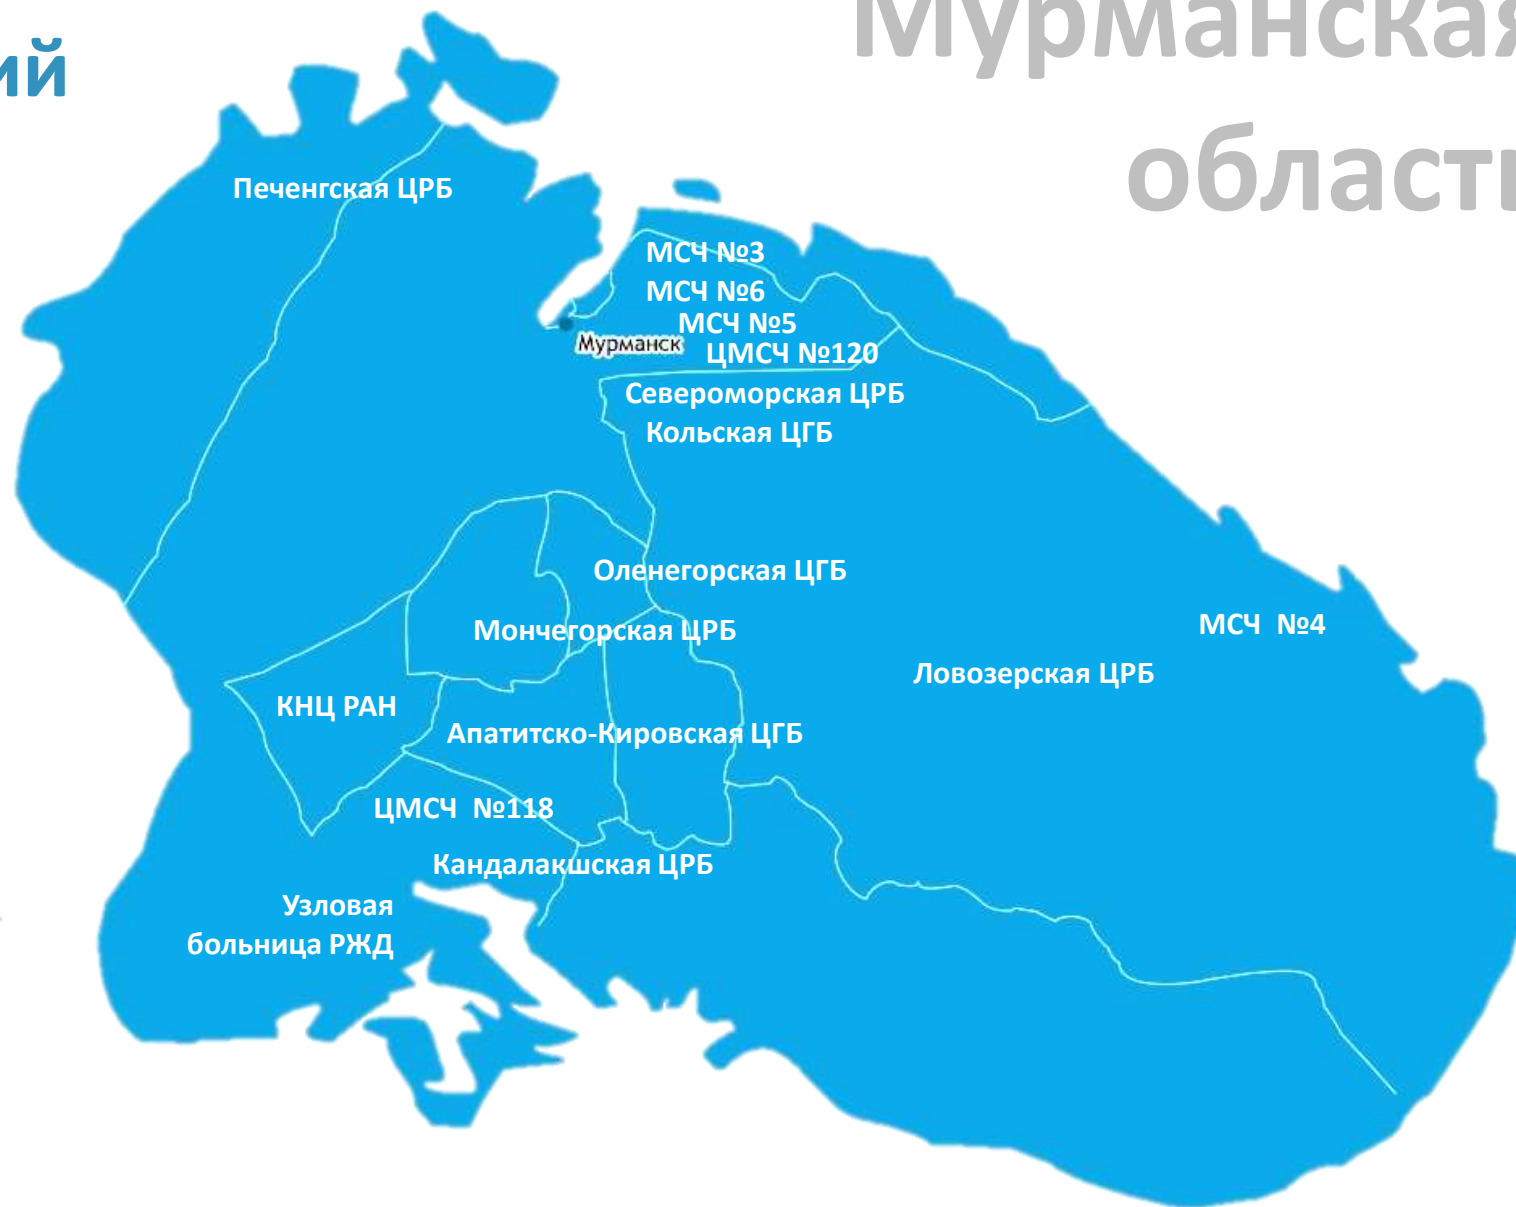 Мурманская
область
ий
Печенгская ЦРБ
МСЧ №3
МСЧ №6
МСЧ №5
Мурманск
ЦМСЧ №120
Североморская ЦРБ
Кольская ЦГБ
Оленегорская ЦГБ
МСЧ №4
Мончегорская ЦРБ
Ловозерская ЦРБ
КНЦ РАН
Апатитско-Кировская ЦГБ
ЦМСЧ №118
Кандалакшская ЦРБ
Узловая
больница РЖД